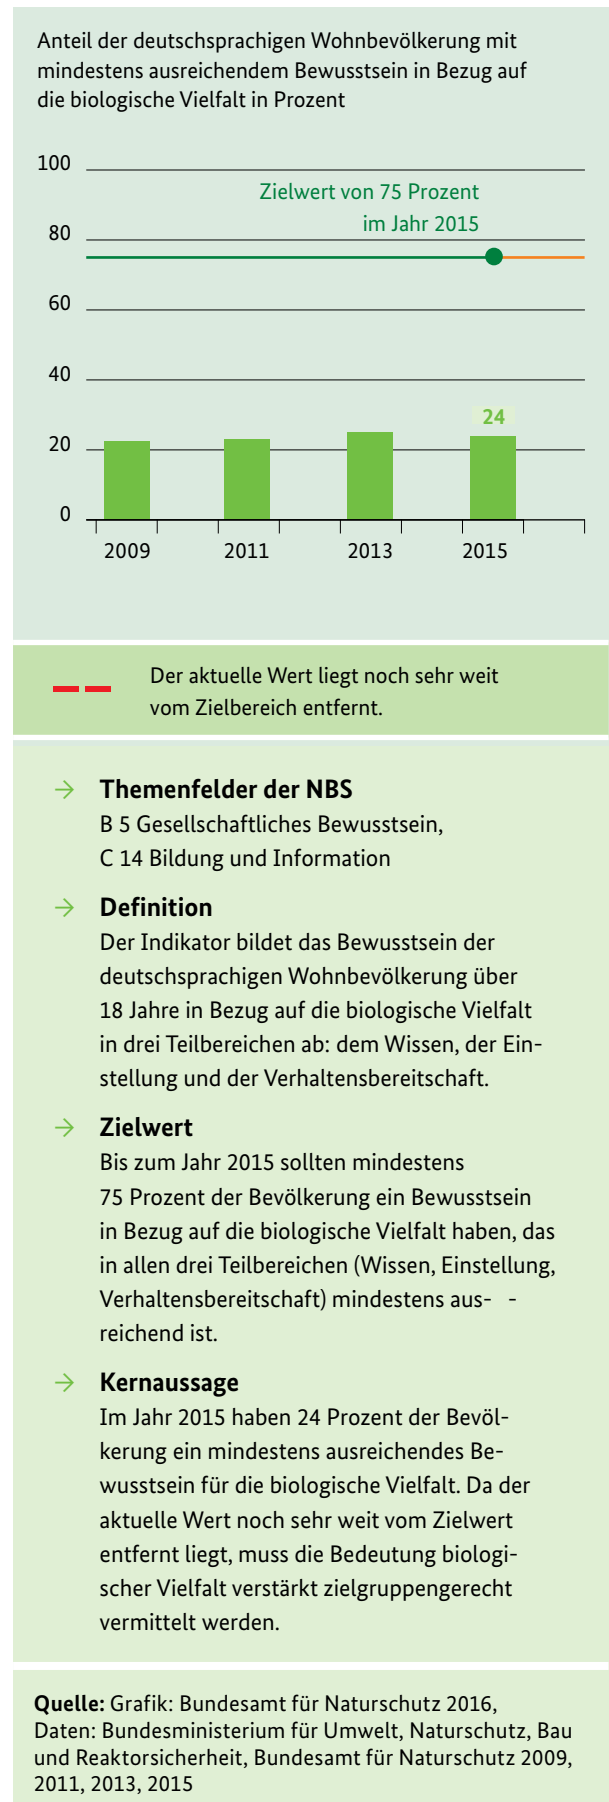 Anteil der deutschsprachigen Wohnbevölkerung mit
mindestens ausreichendem Bewusstsein in Bezug auf
die biologische Vielfalt in Prozent
100
Zielwert von 75 Prozent
im Jahr 2015
80
60
40
24
20
0
2009 2011 2013 2015
Der aktuelle Wert liegt noch sehr weit
vom Zielbereich entfernt.
→ Themenfelder der NBS
B 5 Gesellschaftliches Bewusstsein,
C 14 Bildung und Information
→ Definition
Der Indikator bildet das Bewusstsein der
deutschsprachigen Wohnbevölkerung über
18 Jahre in Bezug auf die biologische Vielfalt
in drei Teilbereichen ab: dem Wissen, der Ein-
stellung und der Verhaltensbereitschaft.
→ Zielwert
Bis zum Jahr 2015 sollten mindestens
75 Prozent der Bevölkerung ein Bewusstsein
in Bezug auf die biologische Vielfalt haben, das
in allen drei Teilbereichen (Wissen, Einstellung,
Verhaltensbereitschaft) mindestens aus- -
reichend ist.
→ Kernaussage
Im Jahr 2015 haben 24 Prozent der Bevöl-
kerung ein mindestens ausreichendes Be-
wusstsein für die biologische Vielfalt. Da der
aktuelle Wert noch sehr weit vom Zielwert
entfernt liegt, muss die Bedeutung biologi-
scher Vielfalt verstärkt zielgruppengerecht
vermittelt werden.
Quelle: Grafik: Bundesamt für Naturschutz 2016,
Daten: Bundesministerium für Umwelt, Naturschutz, Bau
und Reaktorsicherheit, Bundesamt für Naturschutz 2009,
2011, 2013, 2015